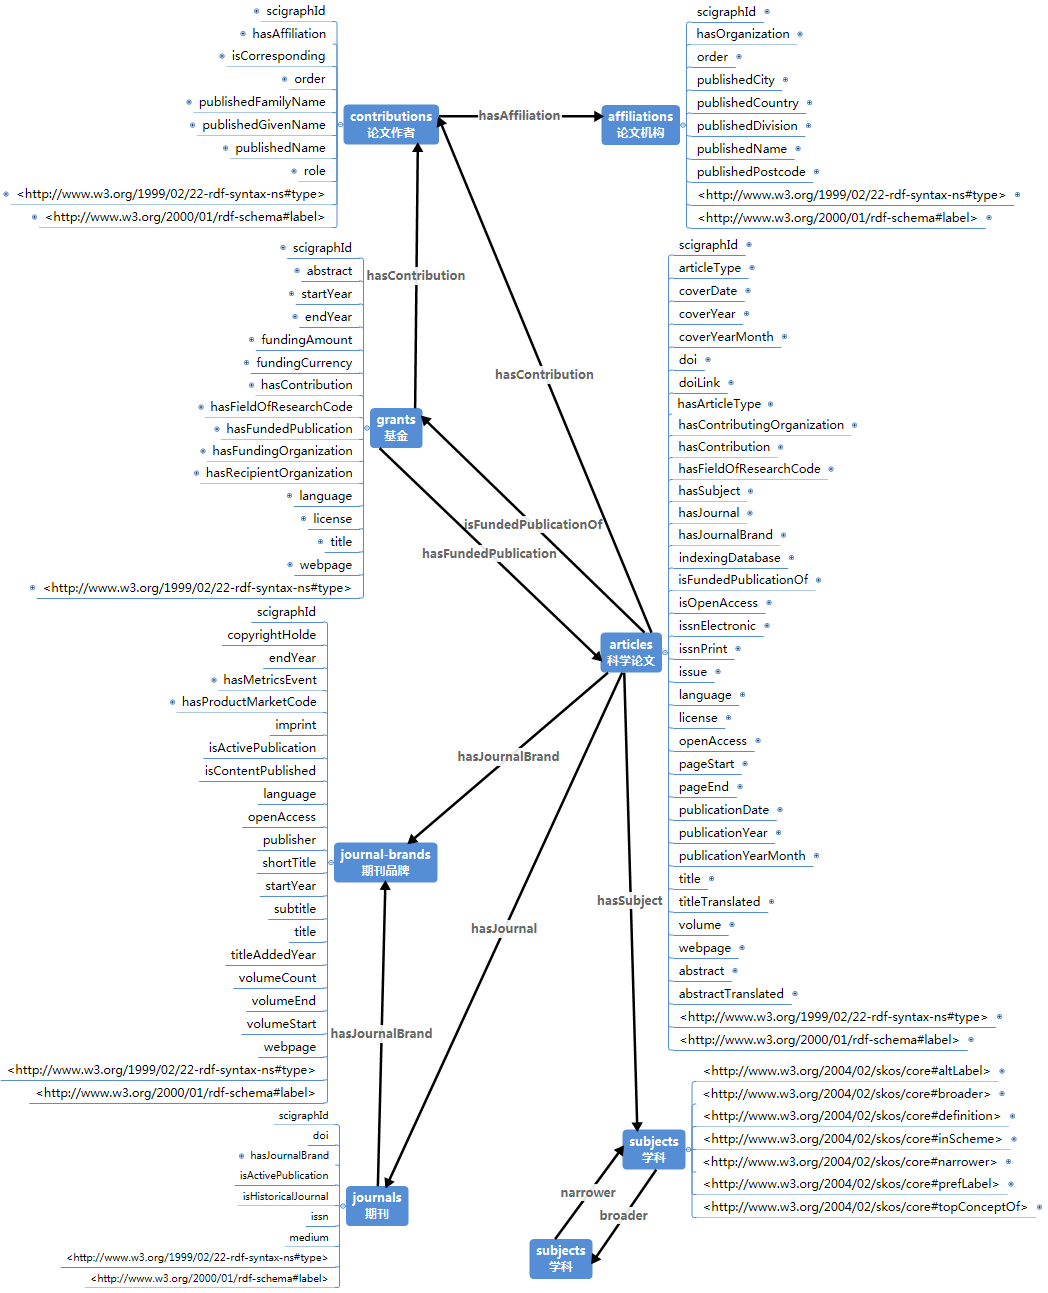 scigraphId
hasAffiliation
isCorresponding
order
publishedFamilyName
publishedGivenName
publishedName
role
<http://www.w3.org/1999/02/22-rdf-syntax-ns#type>
<http://www.w3.org/2000/01/rdf-schema#label>
contributions
论文作者
hasAffiliation
affiliations
论文机构
scigraphId
hasOrganization
order
publishedCity
publishedCountry
publishedDivision
publishedName
publishedPostcode
<http://www.w3.org/1999/02/22-rdf-syntax-ns#type>
<http://www.w3.org/2000/01/rdf-schema#label>
scigraphId
abstract
startYear
endYear
fundingAmount
fundingCurrency
hasContribution
hasFieldOfResearchCode
hasFundedPublication
hasFundingOrganization
hasRecipientOrganization
language
license
title
webpage
<http://www.w3.org/1999/02/22-rdf-syntax-ns#type>
grants
基金
hasContribution
hasContribution
isFundedPublicationOf
hasFundedPublication
articles
科学论文
scigraphId
articleType
coverDate
coverYear
coverYearMonth
doi
doiLink
hasArticleType
hasContributingOrganization
hasContribution
hasFieldOfResearchCode
hasSubject
hasJournal
hasJournalBrand
indexingDatabase
isFundedPublicationOf
isOpenAccess
issnElectronic
issnPrint
issue
language
license
openAccess
pageStart
pageEnd
publicationDate
publicationYear
publicationYearMonth
title
titleTranslated
volume
webpage
abstract
abstractTranslated
<http://www.w3.org/1999/02/22-rdf-syntax-ns#type>
<http://www.w3.org/2000/01/rdf-schema#label>
scigraphId
copyrightHolde
endYear
hasMetricsEvent
hasProductMarketCode
imprint
isActivePublication
isContentPublished
language
openAccess
publisher
shortTitle
startYear
subtitle
title
titleAddedYear
volumeCount
volumeEnd
volumeStart
webpage
<http://www.w3.org/1999/02/22-rdf-syntax-ns#type>
<http://www.w3.org/2000/01/rdf-schema#label>
journal-brands
期刊品牌
hasJournalBrand
hasJournal
hasSubject
hasJournalBrand
scigraphId
doi
hasJournalBrand
isActivePublication
isHistoricalJournal
issn
medium
<http://www.w3.org/1999/02/22-rdf-syntax-ns#type>
<http://www.w3.org/2000/01/rdf-schema#label>
journals
期刊
subjects
学科
<http://www.w3.org/2004/02/skos/core#altLabel>
<http://www.w3.org/2004/02/skos/core#broader>
<http://www.w3.org/2004/02/skos/core#definition>
<http://www.w3.org/2004/02/skos/core#inScheme>
<http://www.w3.org/2004/02/skos/core#narrower>
<http://www.w3.org/2004/02/skos/core#prefLabel>
<http://www.w3.org/2004/02/skos/core#topConceptOf>
narrower
broader
subjects
学科